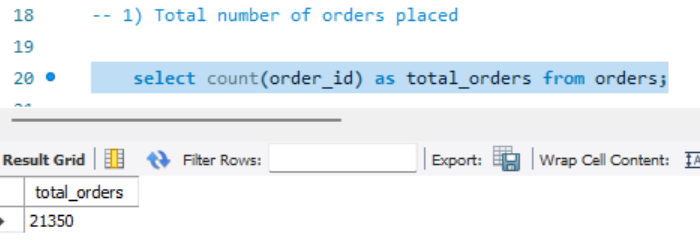 18 -- 1) Total number of orders placed
19
20 select count(order_id) as total_orders from orders;
Result Grid Filter Rows: Export: Wrap Cell Content:
total_orders
21350